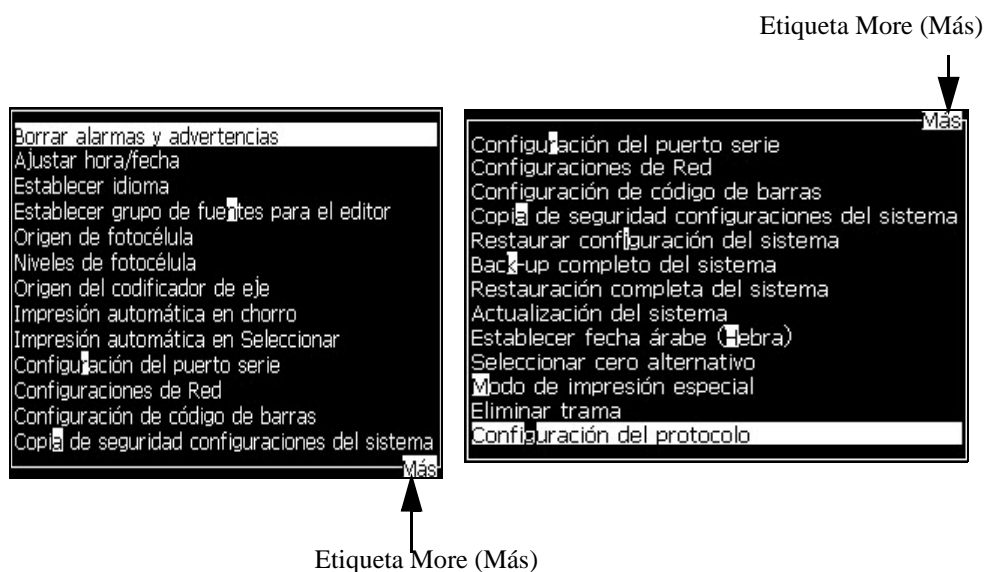 Etiqueta More (Más)
Borrar alarmas y advertencias
Ajustar hora/fecha
Establecer idioma
Establecer grupo de fuentes para el editor
Origen de fotocélula
Niveles de fotocélula
Origen del codificador de eje
Impresión automática en chorro
Impresión automática en Seleccionar
Configuración del puerto serie
Configuraciones de Red
Configuración de código de barras
Copia de seguridad configuraciones del sistema
Más
Más
Configuración del puerto serie
Configuraciones de Red
Configuración de código de barras
Copia de seguridad configuraciones del sistema
Restaurar configuración del sistema
Back-up completo del sistema
Restauración completa del sistema
Actualización del sistema
Establecer fecha árabe (Hebra)
Seleccionar cero alternativo
Modo de impresión especial
Eliminar trama
Configuración del protocolo
Etiqueta More (Más)